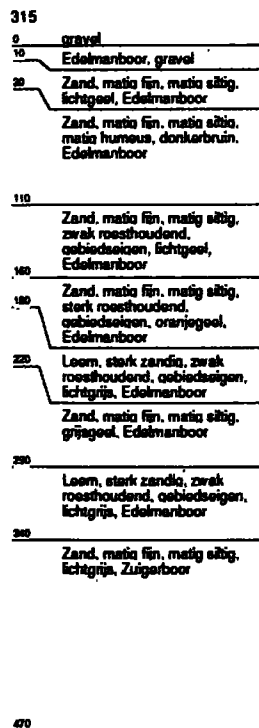 315
0 gravel
10 Edelmanboor, gravel
20 Zand, matig fijn, matig siltig,
lichtgeel, Edelmanboor
Zand, matig fijn, matig siltig,
matig humeus, donkerbruin,
Edelmanboor
110
Zand, matig fijn, matig siltig,
zwak roesthoudend,
gebiedseigen, lichtgeel,
Edelmanboor
160
Zand, matig fijn, matig siltig,
180 sterk roesthoudend,
gebiedseigen, oranjegeel,
Edelmanboor
220 Leem, sterk zandig, zwak
roesthoudend, gebiedseigen,
lichtgrijs, Edelmanboor
Zand, matig fijn, matig siltig,
grijsgeel, Edelmanboor
290
Leem, sterk zandig, zwak
roesthoudend, gebiedseigen,
lichtgrijs, Edelmanboor
340
Zand, matig fijn, matig siltig,
lichtgrijs, Zuigerboor
470